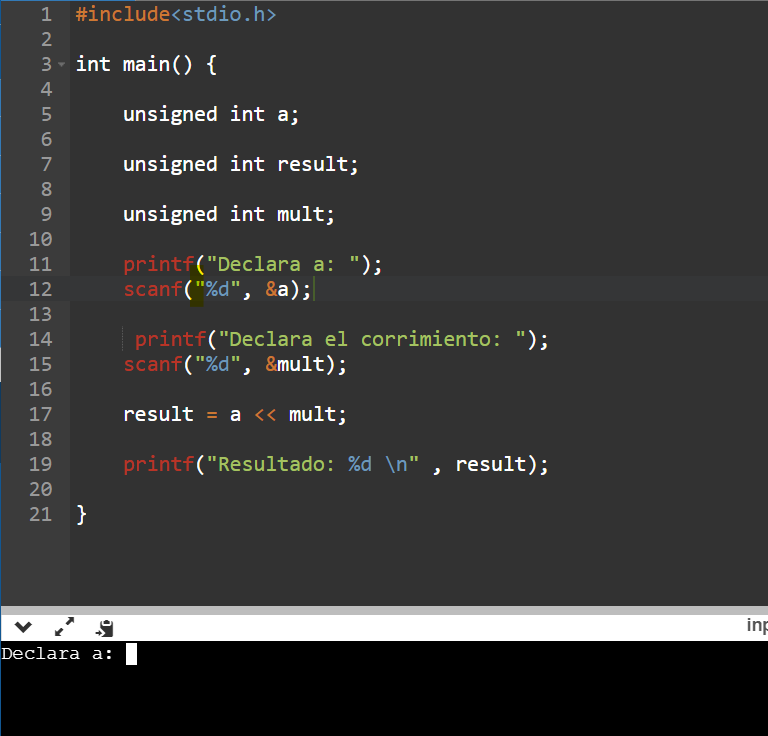 1 #include<stdio.h>
2
3 int main() {
4
5 unsigned int a;
6
7 unsigned int result;
8
9 unsigned int mult;
10
11 printf("Declara a: ");
12 scanf("%d", &a);
13
14 printf("Declara el corrimiento: ");
15 scanf("%d", &mult);
16
17 result = a << mult;
18
19 printf("Resultado: %d \n" , result);
20
21 }
inp
Declara a: